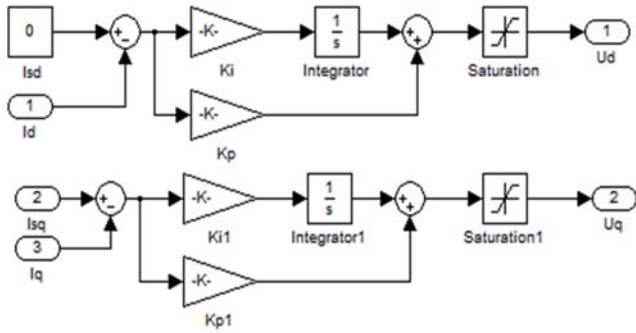 0
Isd
1
Id
-K-
Ki
1
s
Integrator
+
-
+
+
Saturation
1
Ud
-K-
Kp
2
Isq
3
Iq
+
-
-K-
Ki1
1
s
Integrator1
+
+
Saturation1
2
Uq
-K-
Kp1